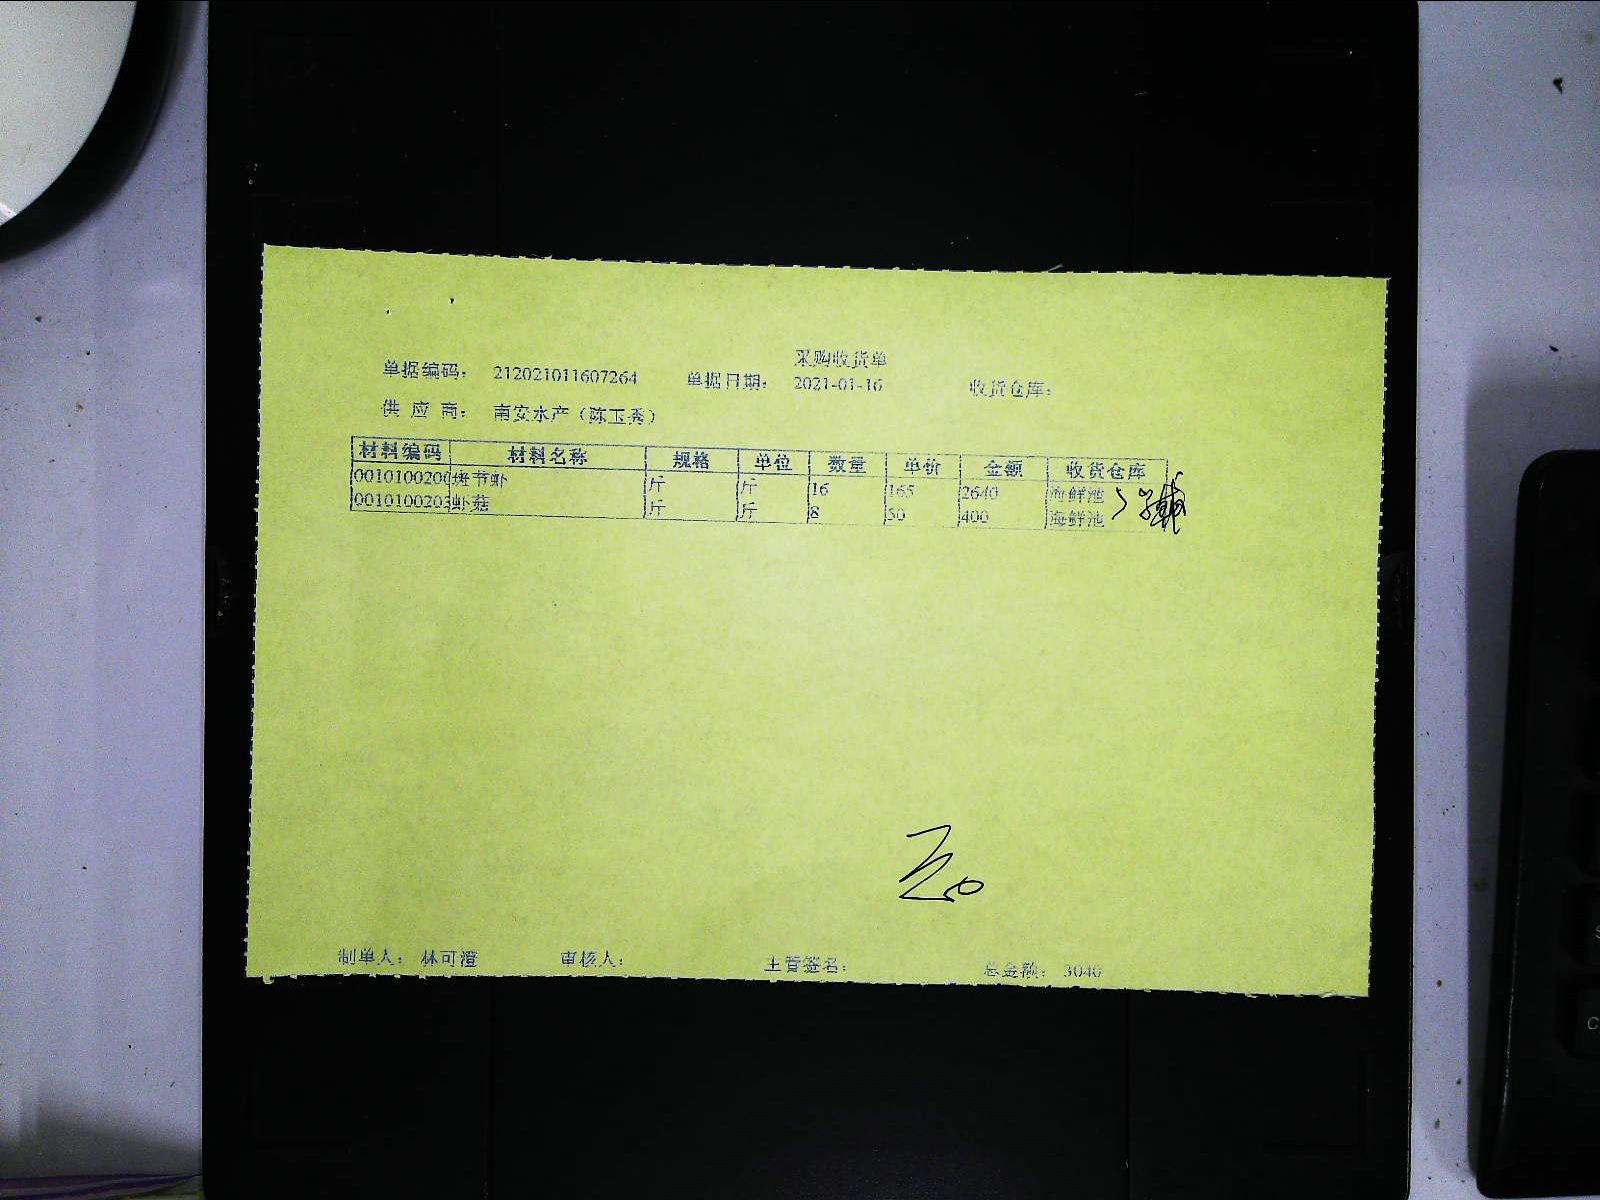 采购收货单
单据编码： 212021011607264 单据日期： 2021-01-16 收货仓库：
供 应 商： 南安水产（陈玉秀）
材料编码 材料名称 规格 单位 数量 单价 金额 收货仓库
0010100200 斑节虾 斤 斤 16 165 2640 海鲜池
0010100203 虾菇 斤 斤 8 50 400 海鲜池
制单人： 林可澄 审核人： 主管签名： 总金额： 3040